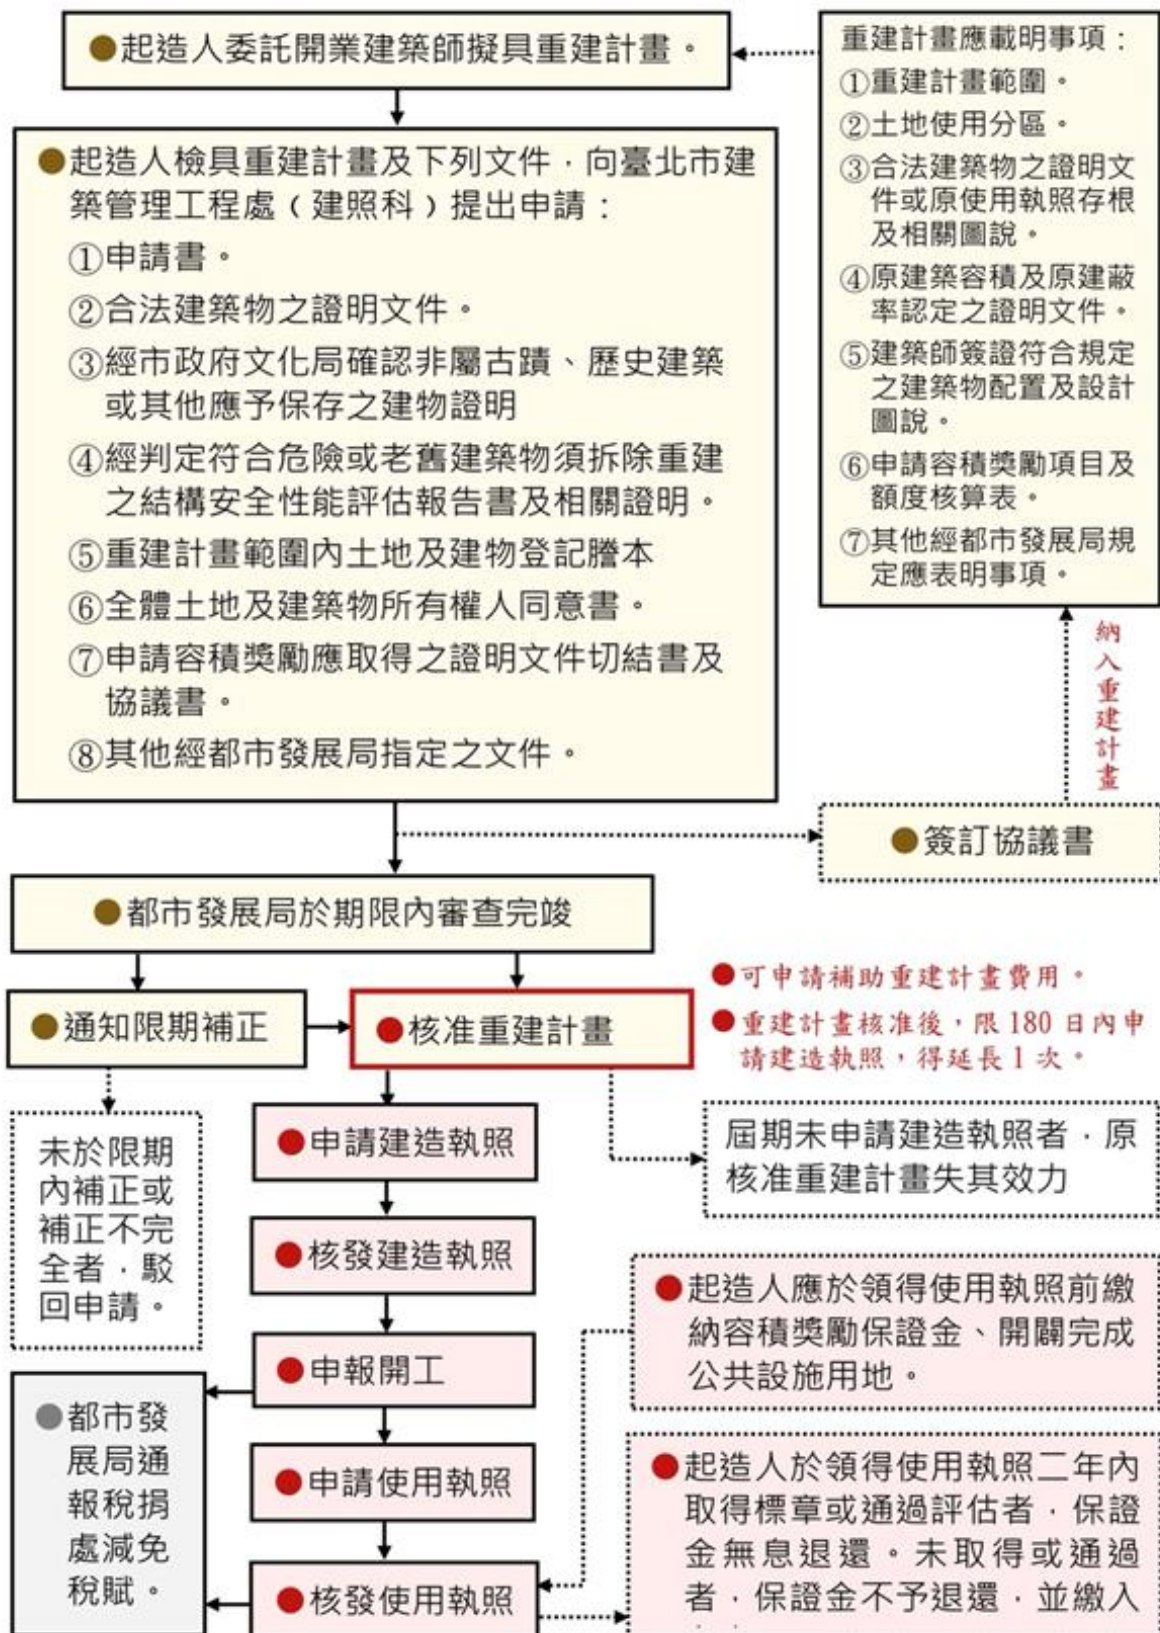 ●起造人委託開業建築師擬具重建計畫。
●起造人檢具重建計畫及下列文件，向臺北市建
築管理工程處（建照科）提出申請：
①申請書。
②合法建築物之證明文件。
③經市政府文化局確認非屬古蹟、歷史建築
或其他應予保存之建物證明
④經判定符合危險或老舊建築物須拆除重建
之結構安全性能評估報告書及相關證明。
⑤重建計畫範圍內土地及建物登記謄本
⑥全體土地及建築物所有權人同意書。
⑦申請容積獎勵應取得之證明文件切結書及
協議書。
⑧其他經都市發展局指定之文件。
重建計畫應載明事項：
①重建計畫範圍。
②土地使用分區。
③合法建築物之證明文
件或原使用執照存根
及相關圖說。
④原建築容積及原建蔽
率認定之證明文件。
⑤建築師簽證符合規定
之建築物配置及設計
圖說。
⑥申請容積獎勵項目及
額度核算表。
⑦其他經都市發展局規
定應表明事項。
納入重建計畫
●簽訂協議書
●都市發展局於期限內審查完竣
●通知限期補正
●核准重建計畫
●可申請補助重建計畫費用。
●重建計畫核准後，限180日內申
請建造執照，得延長1次。
未於限期
內補正或
補正不完
全者，駁
回申請。
●申請建造執照
屆期未申請建造執照者，原
核准重建計畫失其效力
●核發建造執照
●起造人應於領得使用執照前繳
納容積獎勵保證金、開闢完成
公共設施用地。
●申報開工
●都市發
展局通
報稅捐
處減免
稅賦。
●申請使用執照
●起造人於領得使用執照二年內
取得標章或通過評估者，保證
金無息退還。未取得或通過
者，保證金不予退還，並繳入
●核發使用執照